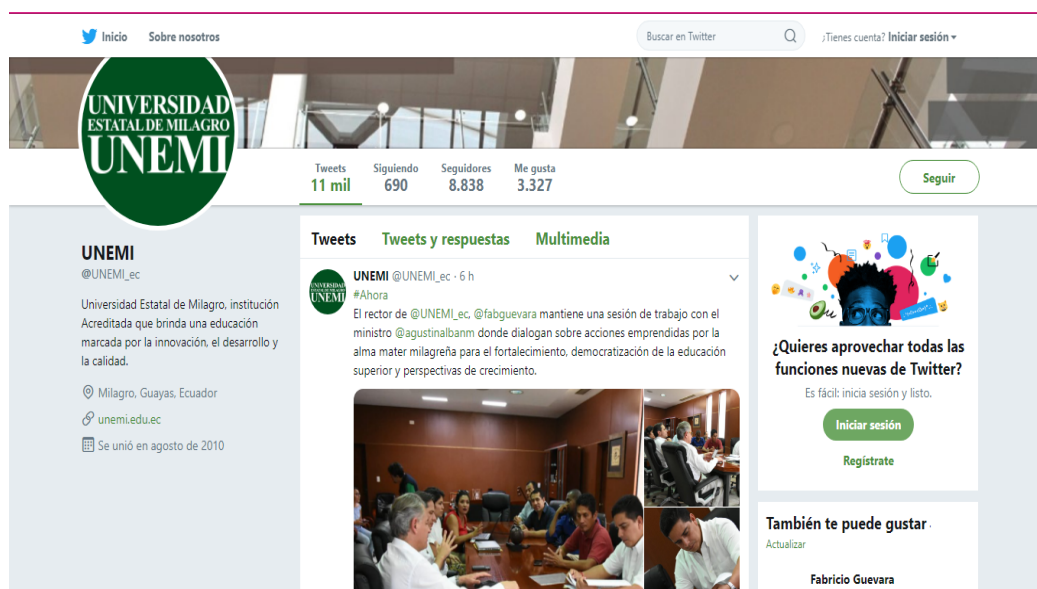 Inicio Sobre nosotros
Buscar en Twitter
¿Tienes cuenta? Iniciar sesión
UNIVERSIDAD
ESTATAL DE MILAGRO
UNEMI
Tweets Siguiendo Seguidores Me gusta
11 mil 690 8.838 3.327
Seguir
UNEMI
@UNEMI_ec
Universidad Estatal de Milagro, institución
Acreditada que brinda una educación
marcada por la innovación, el desarrollo y
la calidad.
Milagro, Guayas, Ecuador
unemi.edu.ec
Se unió en agosto de 2010
Tweets Tweets y respuestas Multimedia
UNIVERSIDAD
ESTATAL DE MILAGRO
UNEMI
UNEMI @UNEMI_ec · 6 h
#Ahora
El rector de @UNEMI_ec, @fabguevara mantiene una sesión de trabajo con el
ministro @agustinalbanm donde dialogan sobre acciones emprendidas por la
alma mater milagreña para el fortalecimiento, democratización de la educación
superior y perspectivas de crecimiento.
¿Quieres aprovechar todas las
funciones nuevas de Twitter?
Es fácil: inicia sesión y listo.
Iniciar sesión
Regístrate
También te puede gustar ·
Actualizar
Fabricio Guevara